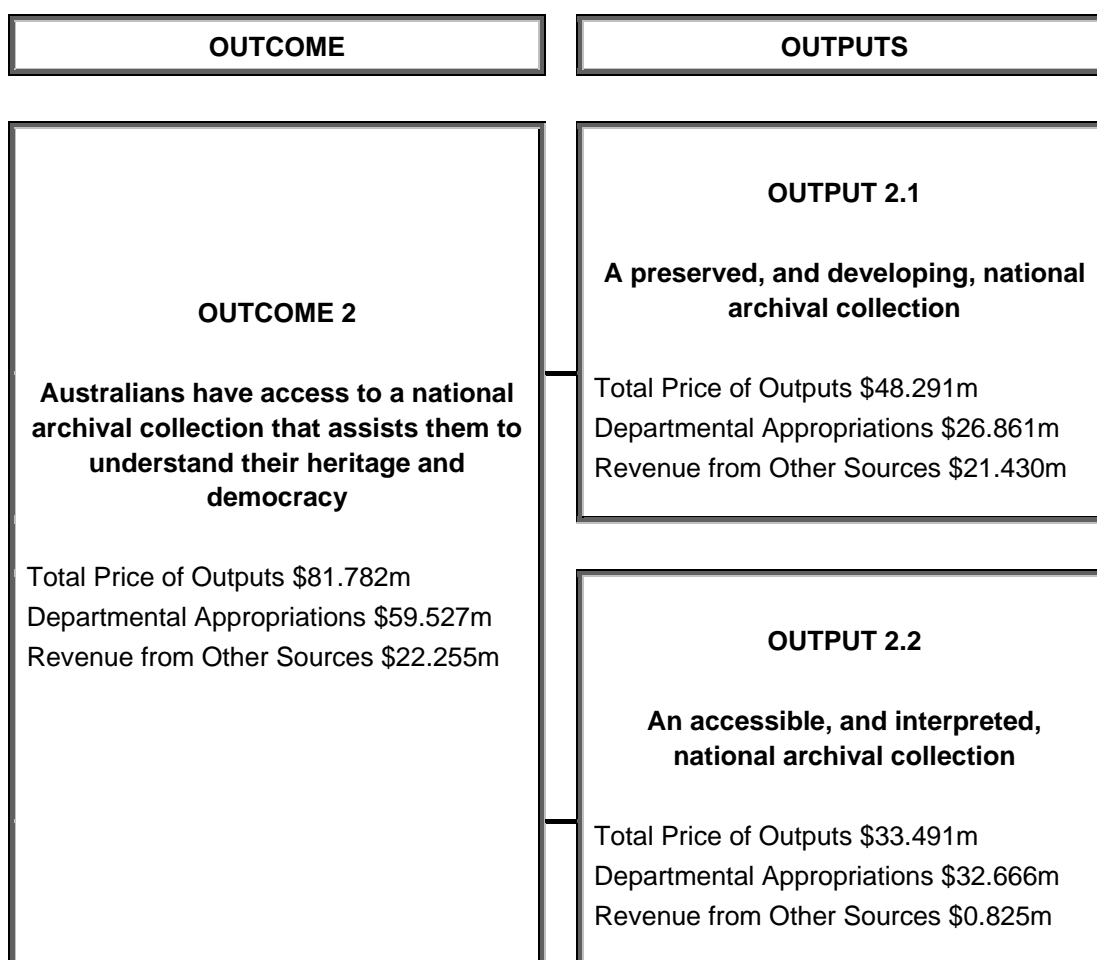 OUTCOME
OUTPUTS
OUTCOME 2
Australians have access to a national
archival collection that assists them to
understand their heritage and
democracy
Total Price of Outputs $81.782m
Departmental Appropriations $59.527m
Revenue from Other Sources $22.255m
OUTPUT 2.1
A preserved, and developing, national
archival collection
Total Price of Outputs $48.291m
Departmental Appropriations $26.861m
Revenue from Other Sources $21.430m
OUTPUT 2.2
An accessible, and interpreted,
national archival collection
Total Price of Outputs $33.491m
Departmental Appropriations $32.666m
Revenue from Other Sources $0.825m